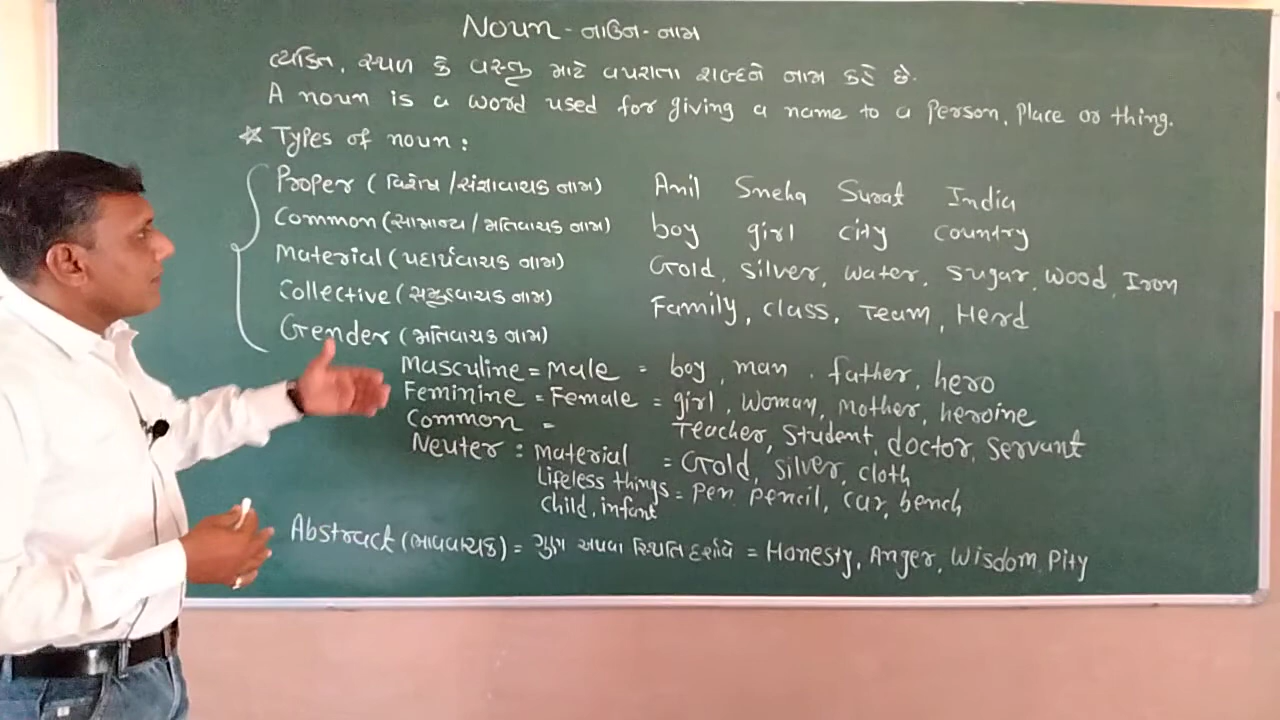 Noun - નાઉન - નામ
વ્યક્તિ, સ્થળ કે વસ્તુ માટે વપરાતા શબ્દને નામ કહે છે.
A noun is a word used for giving a name to a Person, Place or thing.
* Types of noun :
Proper (વિશેષ / સંજ્ઞાવાચક નામ) Anil Sneha Surat India
Common (સામાન્ય / જાતિવાચક નામ) boy girl city country
Material (પદાર્થવાચક નામ) Gold, silver, water, sugar, wood, Iron
Collective (સમુહવાચક નામ) Family, class, Team, Herd
Gender (જાતિવાચક નામ)
Masculine = Male = boy, man, father, hero
Feminine = Female = girl, woman, Mother, heroine
Common = Teacher, student, doctor, servant
Neuter : material = Gold, silver, cloth
Lifeless things = pen, pencil, car, bench
child, infant
Abstract (ભાવવાચક) = ગુણ અથવા સ્થિતિ દર્શાવે = Honesty, Anger, Wisdom, Pity